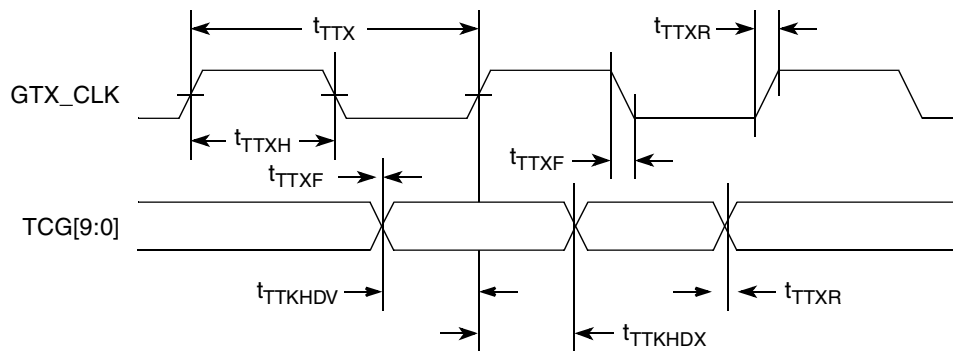 tTTX
tTTXR
GTX_CLK
tTTXH
tTTXF
tTTXF
TCG[9:0]
tTTKHDV
tTTXR
tTTKHDX